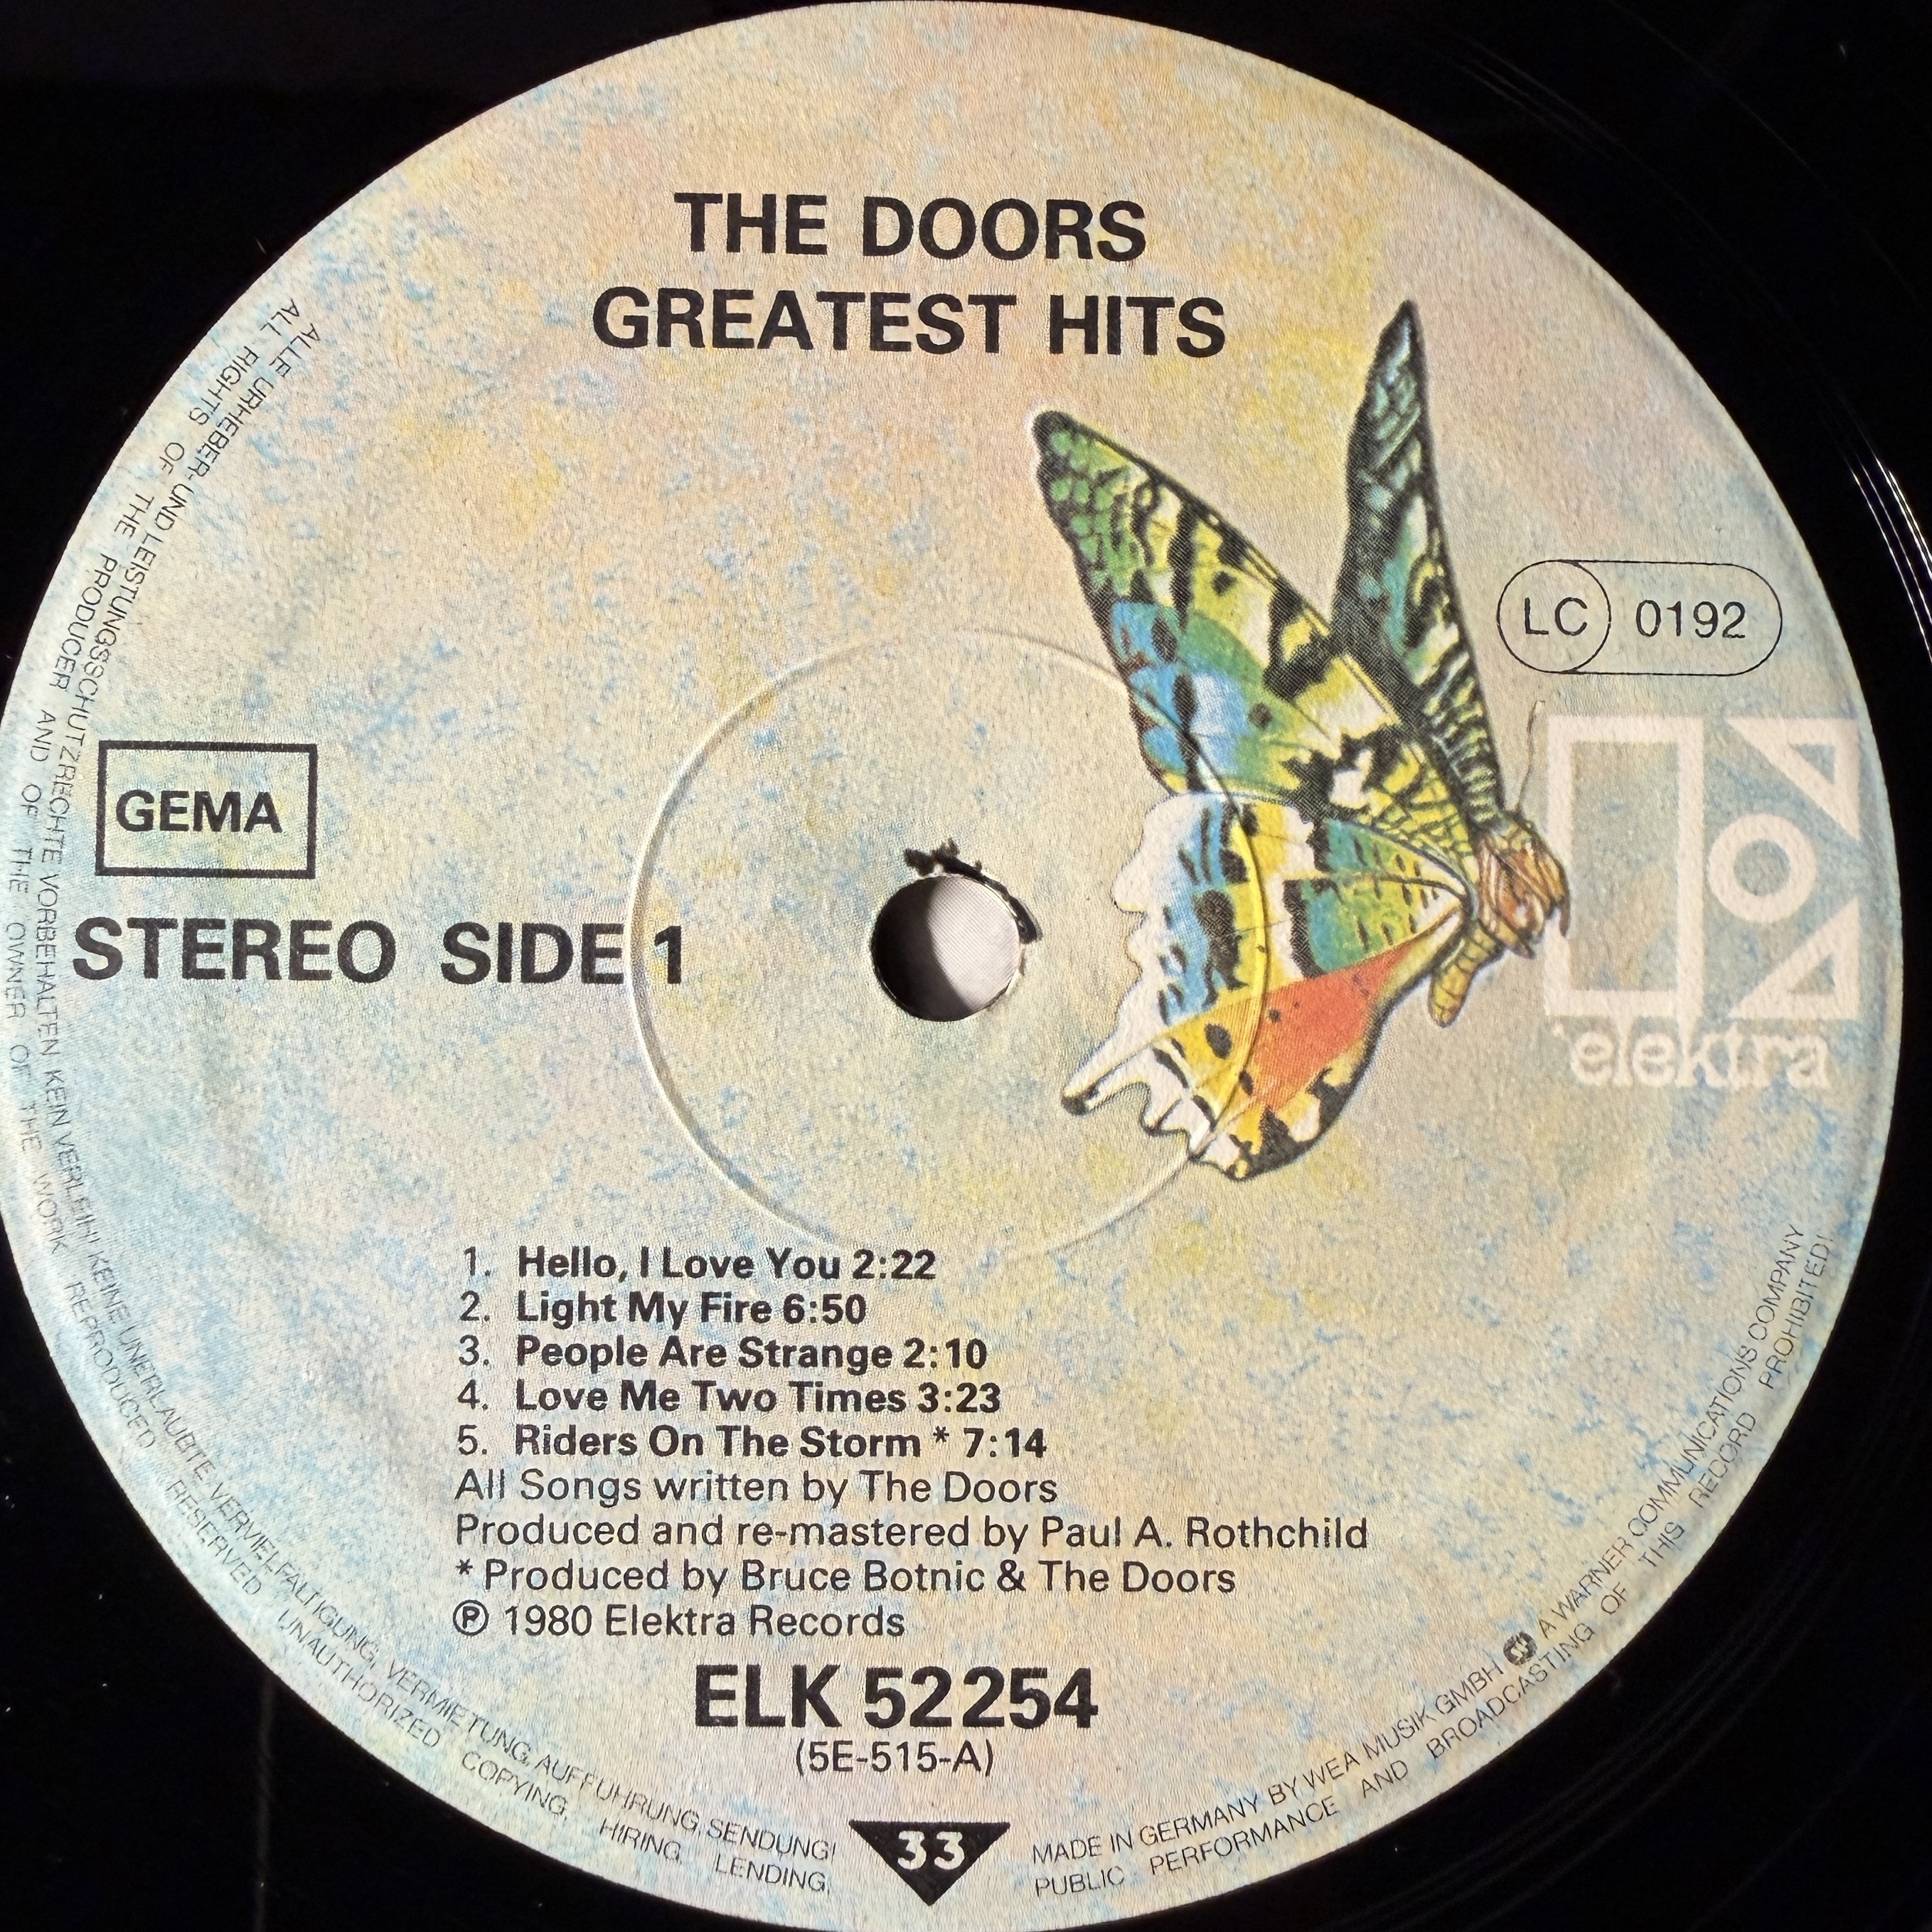 THE DOORS
GREATEST HITS
LC 0192
GEMA
STEREO SIDE 1
elektra
1. Hello, I Love You 2:22
2. Light My Fire 6:50
3. People Are Strange 2:10
4. Love Me Two Times 3:23
5. Riders On The Storm * 7:14
All Songs written by The Doors
Produced and re-mastered by Paul A. Rothchild
* Produced by Bruce Botnic & The Doors
℗ 1980 Elektra Records
ELK 52254
(5E-515-A)
33
ALLE URHEBER- UND LEISTUNGSSCHUTZRECHTE VORBEHALTEN KEIN VERLEIH! KEINE UNERLAUBTE VERVIELFALTIGUNG, VERMIETUNG, AUFFUHRUNG, SENDUNG!
ALL RIGHTS OF THE PRODUCER AND OF THE OWNER OF THE WORK REPRODUCED RESERVED UNAUTHORIZED COPYING, HIRING LENDING,
MADE IN GERMANY BY WEA MUSIK GMBH A WARNER COMMUNICATIONS COMPANY
PUBLIC PERFORMANCE AND BROADCASTING OF THIS RECORD PROHIBITED!